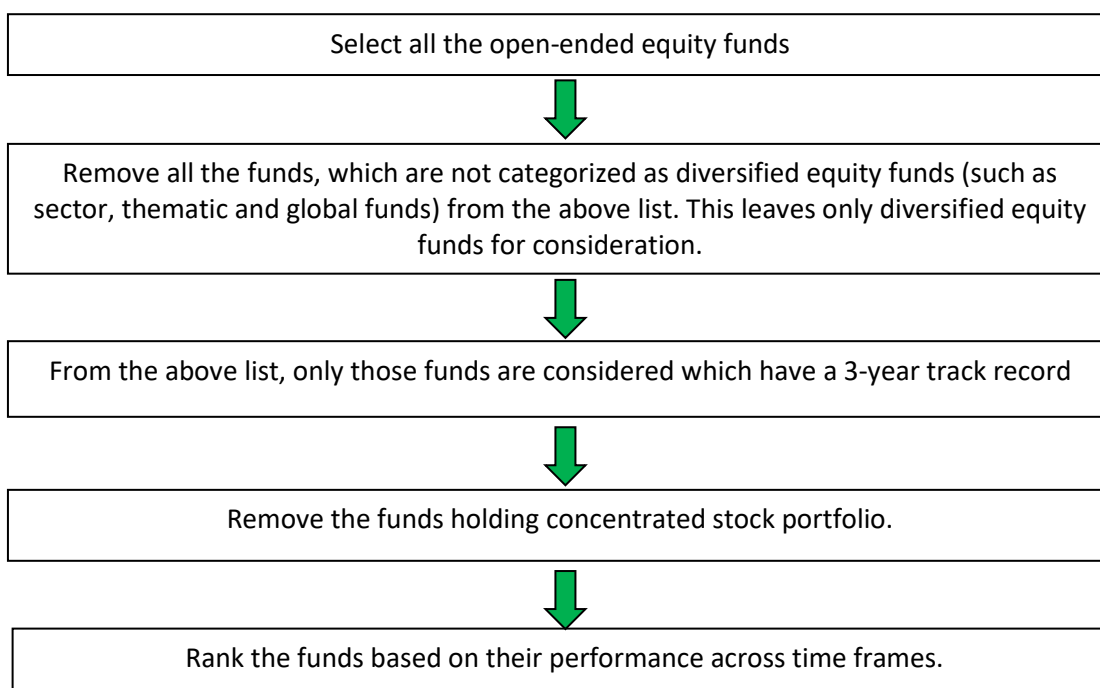 Select all the open-ended equity funds
Remove all the funds, which are not categorized as diversified equity funds (such as
sector, thematic and global funds) from the above list. This leaves only diversified equity
funds for consideration.
From the above list, only those funds are considered which have a 3-year track record
Remove the funds holding concentrated stock portfolio.
Rank the funds based on their performance across time frames.